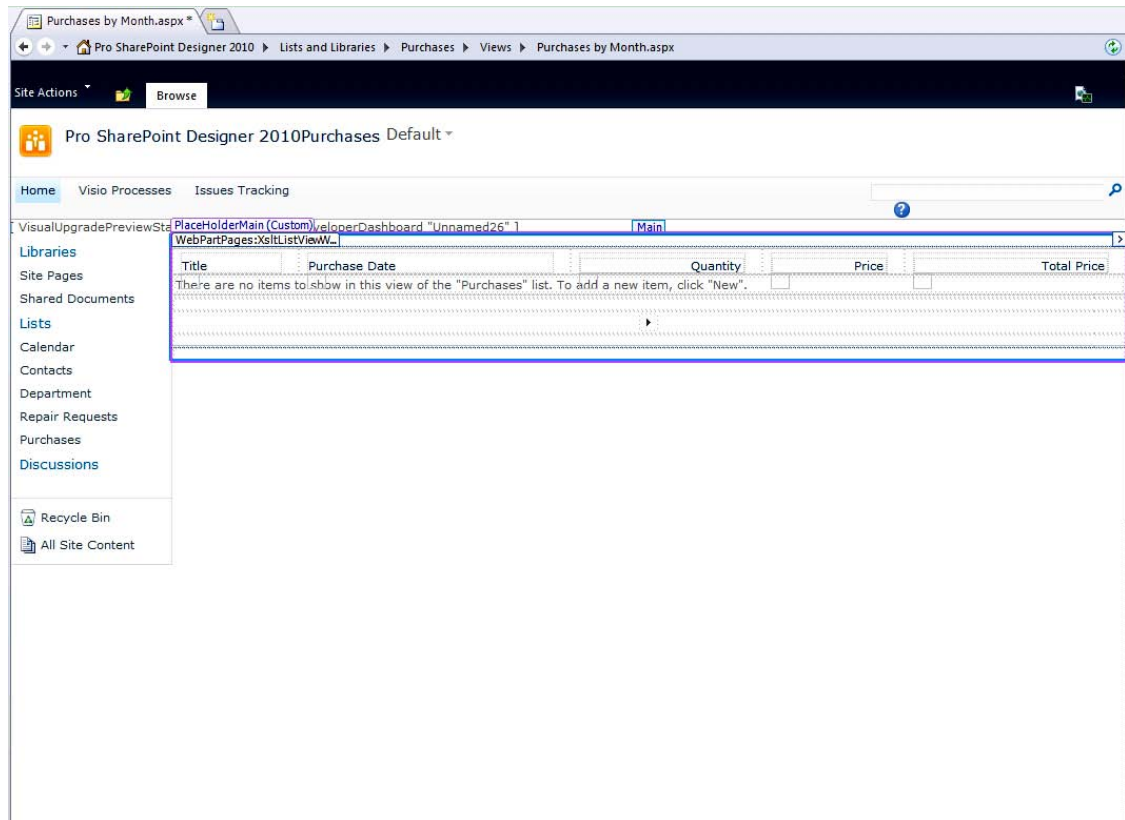 Purchases by Month.aspx *
Pro SharePoint Designer 2010 ▸ Lists and Libraries ▸ Purchases ▸ Views ▸ Purchases by Month.aspx
Site Actions Browse
Pro SharePoint Designer 2010Purchases Default
Home Visio Processes Issues Tracking
VisualUpgradePreviewSta PlaceHolderMain (Custom) veloperDashboard "Unnamed26" ] Main
WebPartPages:XsltListViewW...
Libraries
Title Purchase Date Quantity Price Total Price
Site Pages
There are no items to show in this view of the "Purchases" list. To add a new item, click "New".
Shared Documents
Lists
Calendar
Contacts
Department
Repair Requests
Purchases
Discussions
Recycle Bin
All Site Content